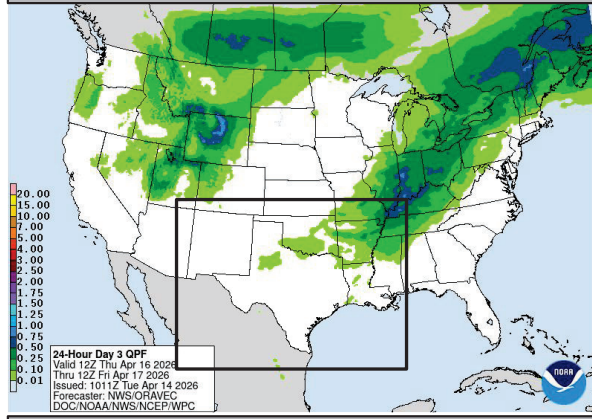 20.00
15.00
10.00
7.00
5.00
4.00
3.00
2.50
2.00
1.75
1.50
1.25
1.00
0.75
0.50
0.25
0.10
0.01
24-Hour Day 3 QPF
Valid 12Z Thu Apr 16 2026
Thru 12Z Fri Apr 17 2026
Issued: 1011Z Tue Apr 14 2026
Forecaster: NWS/ORAVEC
DOC/NOAA/NWS/NCEP/WPC
NOAA